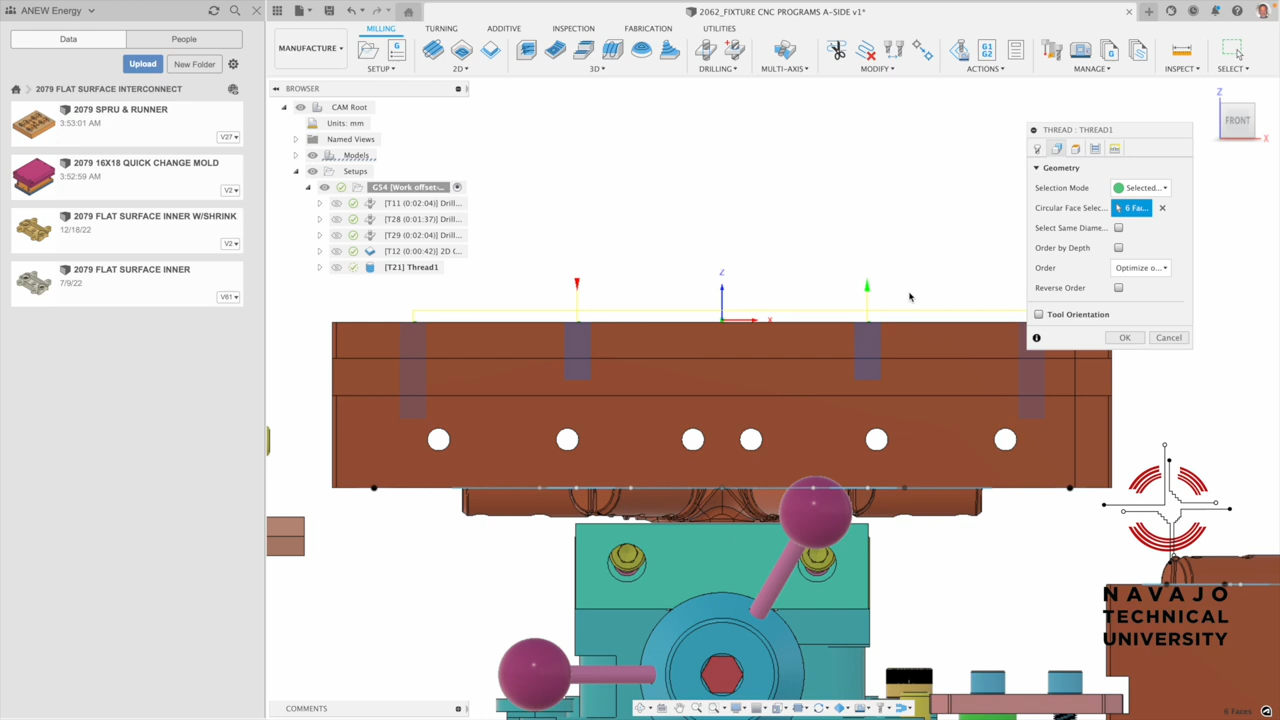 ANEW Energy
2062_FIXTURE CNC PROGRAMS A-SIDE v1*
Data
People
Upload
New Folder
2079 FLAT SURFACE INTERCONNECT
2079 SPRU & RUNNER
3:53:01 AM
V27
2079 16X18 QUICK CHANGE MOLD
3:52:59 AM
V2
2079 FLAT SURFACE INNER W/SHRINK
12/18/22
V2
2079 FLAT SURFACE INNER
7/9/22
V61
MILLING
TURNING
ADDITIVE
INSPECTION
FABRICATION
UTILITIES
MANUFACTURE
SETUP
2D
3D
DRILLING
MULTI-AXIS
MODIFY
ACTIONS
MANAGE
INSPECT
SELECT
G1
G2
BROWSER
CAM Root
Units: mm
Named Views
Models
Setups
G54 [Work offset-...
[T11 (0:02:04) Drill...
[T28 (0:01:37) Drill...
[T29 (0:02:04) Drill...
[T12 (0:00:42) 2D (...
[T21] Thread1
Z
FRONT
X
THREAD : THREAD1
Geometry
Selection Mode
Selected...
Circular Face Selec...
6 Fac...
Select Same Diame...
Order by Depth
Order
Optimize o...
Reverse Order
Tool Orientation
OK
Cancel
Z
X
NAVAJO
TECHNICAL
UNIVERSITY
COMMENTS
6 Faces